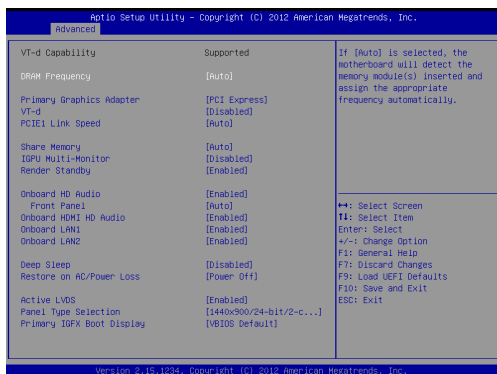 Aptio Setup Utility – Copyright (C) 2012 American Megatrends, Inc.
Advanced
VT-d Capability Supported
DRAM Frequency [Auto]
Primary Graphics Adapter [PCI Express]
VT-d [Disabled]
PCIE1 Link Speed [Auto]
Share Memory [Auto]
IGPU Multi-Monitor [Disabled]
Render Standby [Enabled]
Onboard HD Audio [Enabled]
Front Panel [Auto]
Onboard HDMI HD Audio [Enabled]
Onboard LAN1 [Enabled]
Onboard LAN2 [Enabled]
Deep Sleep [Disabled]
Restore on AC/Power Loss [Power Off]
Active LVDS [Enabled]
Panel Type Selection [1440x900/24-bit/2-c...]
Primary IGFX Boot Display [VBIOS Default]
If [Auto] is selected, the
motherboard will detect the
memory module(s) inserted and
assign the appropriate
frequency automatically.
↔: Select Screen
↑↓: Select Item
Enter: Select
+/-: Change Option
F1: General Help
F7: Discard Changes
F9: Load UEFI Defaults
F10: Save and Exit
ESC: Exit
Version 2.15.1234. Copyright (C) 2012 American Megatrends, Inc.